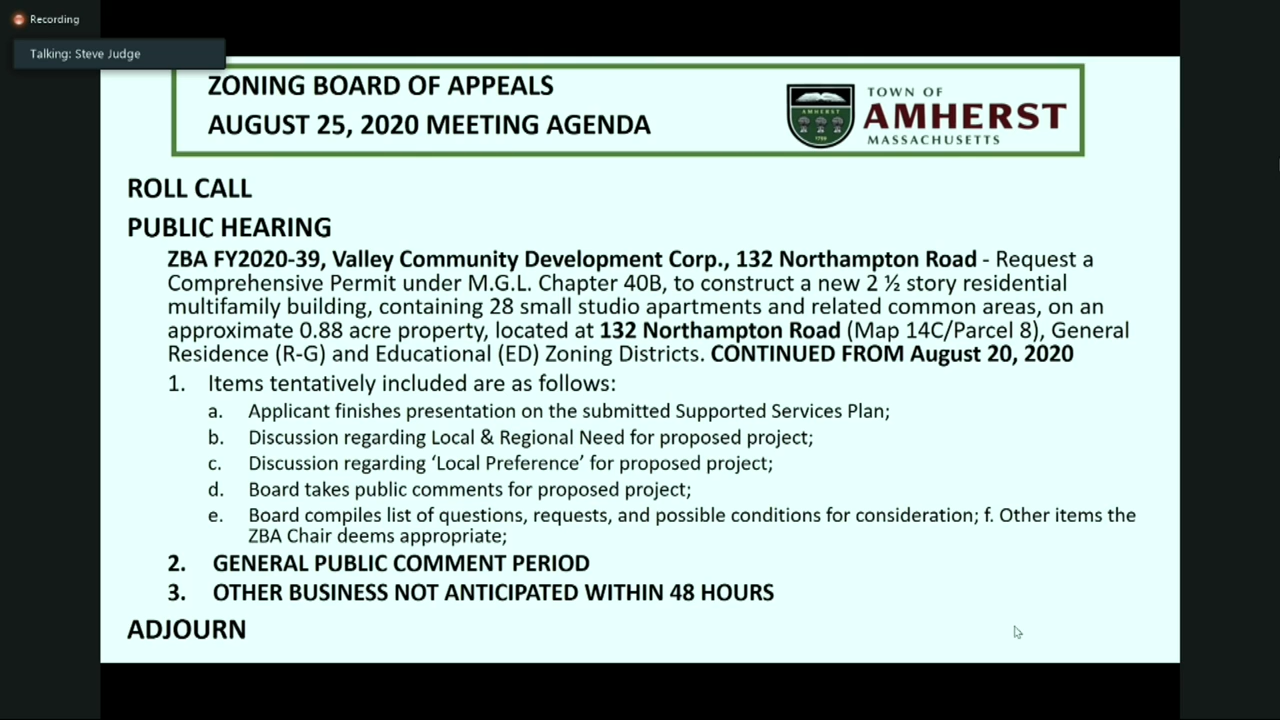 Recording
Talking: Steve Judge
ZONING BOARD OF APPEALS
AUGUST 25, 2020 MEETING AGENDA
AMHERST
1759
TOWN OF
AMHERST
MASSACHUSETTS
ROLL CALL
PUBLIC HEARING
ZBA FY2020-39, Valley Community Development Corp., 132 Northampton Road - Request a
Comprehensive Permit under M.G.L. Chapter 40B, to construct a new 2 ½ story residential
multifamily building, containing 28 small studio apartments and related common areas, on an
approximate 0.88 acre property, located at 132 Northampton Road (Map 14C/Parcel 8), General
Residence (R-G) and Educational (ED) Zoning Districts. CONTINUED FROM August 20, 2020
1. Items tentatively included are as follows:
a. Applicant finishes presentation on the submitted Supported Services Plan;
b. Discussion regarding Local & Regional Need for proposed project;
c. Discussion regarding ‘Local Preference’ for proposed project;
d. Board takes public comments for proposed project;
e. Board compiles list of questions, requests, and possible conditions for consideration; f. Other items the
ZBA Chair deems appropriate;
2. GENERAL PUBLIC COMMENT PERIOD
3. OTHER BUSINESS NOT ANTICIPATED WITHIN 48 HOURS
ADJOURN